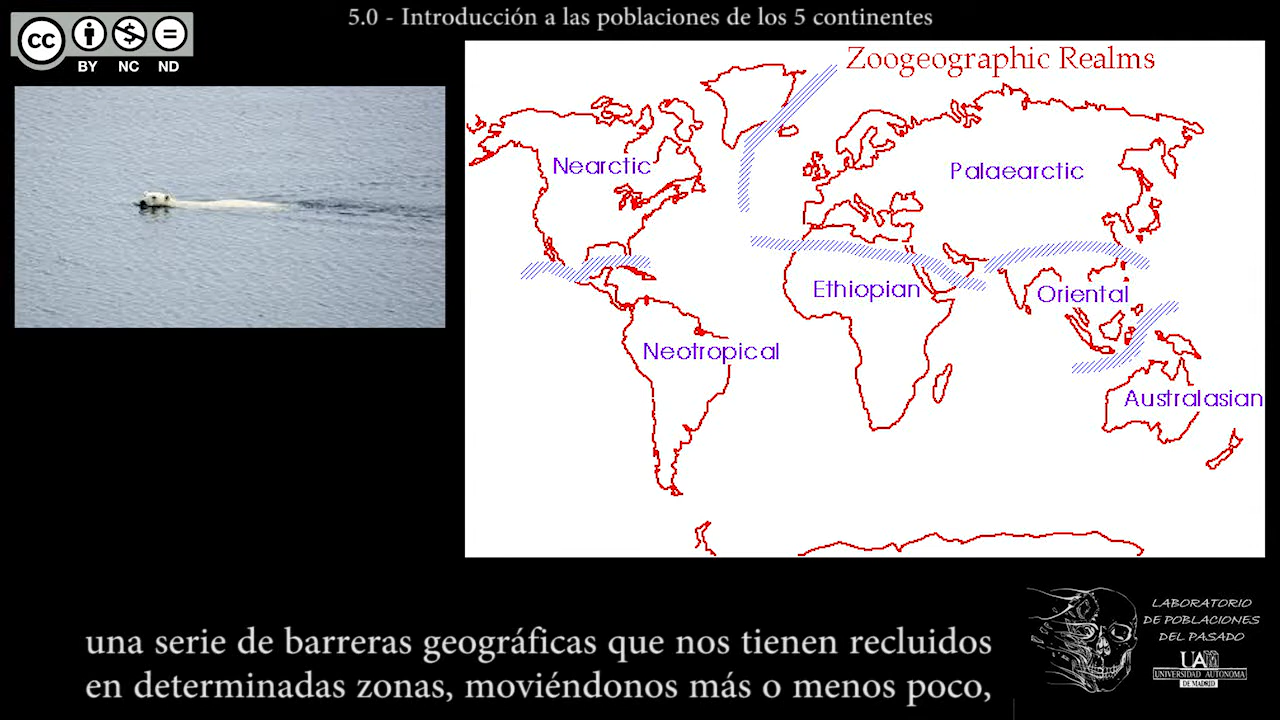 5.0 - Introducción a las poblaciones de los 5 continentes
cc
BY NC ND
Zoogeographic Realms
Nearctic
Palaearctic
Ethiopian
Oriental
Neotropical
Australasian
una serie de barreras geográficas que nos tienen recluidos
en determinadas zonas, moviéndonos más o menos poco,
LABORATORIO
DE POBLACIONES
DEL PASADO
UAM
UNIVERSIDAD AUTONOMA
DE MADRID